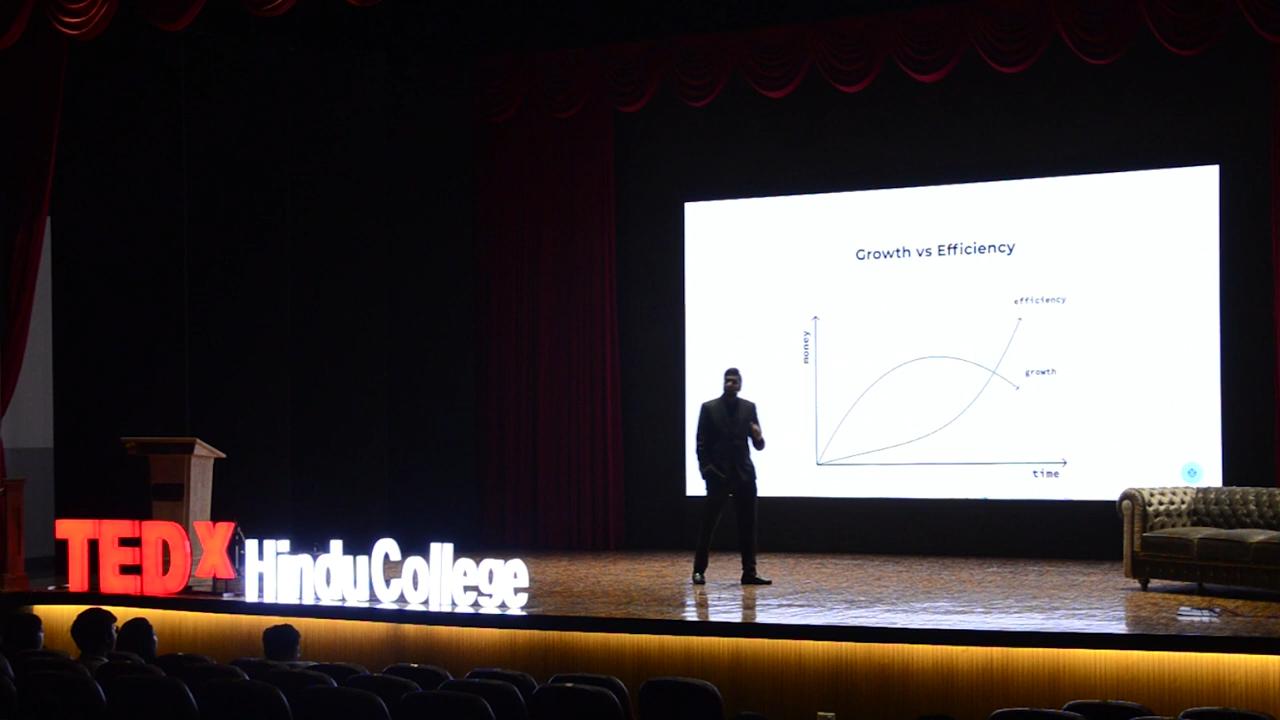 Growth vs Efficiency
efficiency
money
growth
time
TEDx HinduCollege